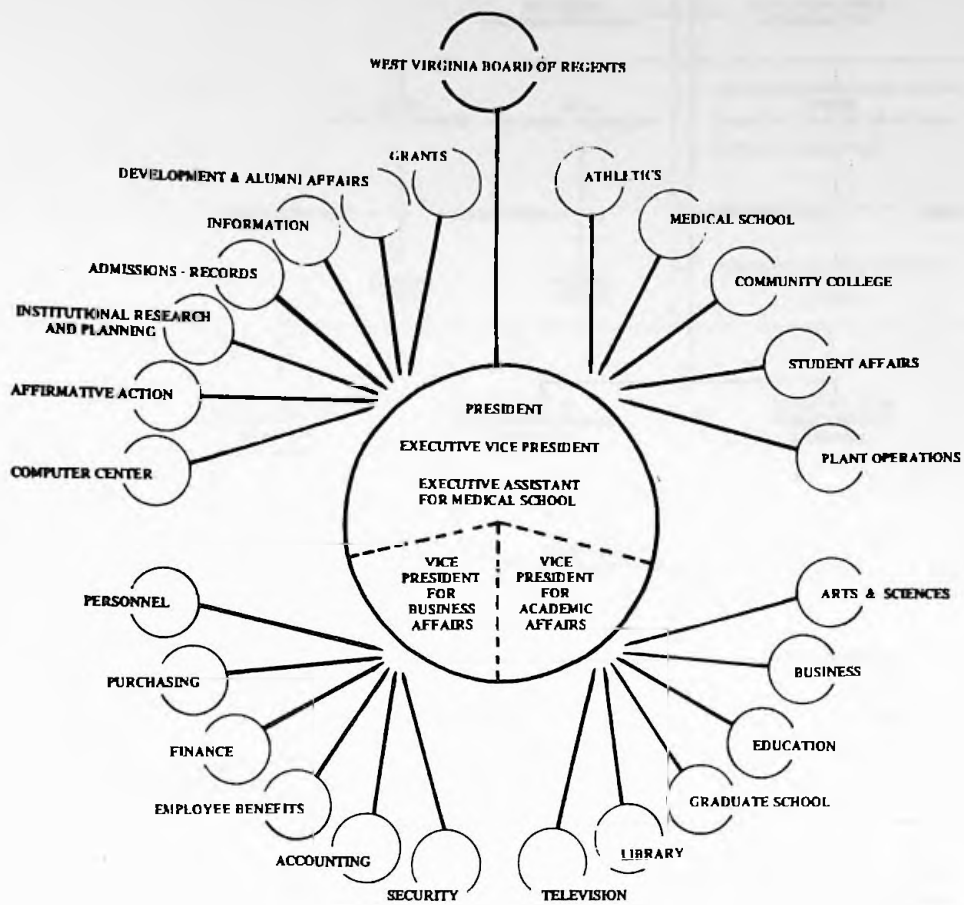 WEST VIRGINIA BOARD OF REGENTS
GRANTS
DEVELOPMENT & ALUMNI AFFAIRS
INFORMATION
ADMISSIONS - RECORDS
INSTITUTIONAL RESEARCH
AND PLANNING
AFFIRMATIVE ACTION
COMPUTER CENTER
ATHLETICS
MEDICAL SCHOOL
COMMUNITY COLLEGE
STUDENT AFFAIRS
PLANT OPERATIONS
PRESIDENT
EXECUTIVE VICE PRESIDENT
EXECUTIVE ASSISTANT
FOR MEDICAL SCHOOL
VICE
PRESIDENT
FOR
BUSINESS
AFFAIRS
VICE
PRESIDENT
FOR
ACADEMIC
AFFAIRS
PERSONNEL
PURCHASING
FINANCE
EMPLOYEE BENEFITS
ACCOUNTING
SECURITY
ARTS & SCIENCES
BUSINESS
EDUCATION
GRADUATE SCHOOL
LIBRARY
TELEVISION